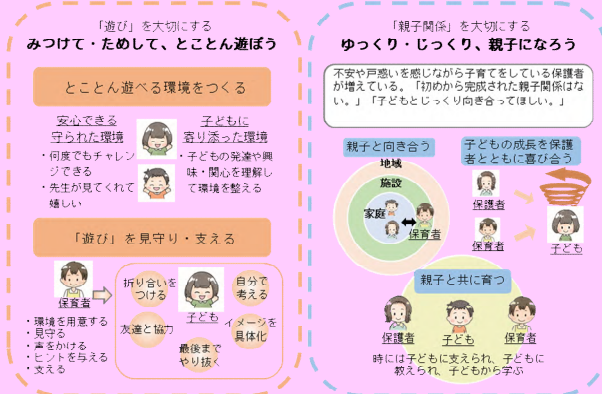 「遊び」を大切にする
みつけて・ためして、とことん遊ぼう
とことん遊べる環境をつくる
安心できる
守られた環境
・何度でもチャレン
ジできる
・先生が見てくれて
嬉しい
子どもに
寄り添った環境
・子どもの発達や興
味・関心を理解し
て環境を整える
「遊び」を見守り・支える
保育者
・環境を用意する
・見守る
・声をかける
・ヒントを与える
・支える
折り合いを
つける
子ども
自分で
考える
友達と協力
イメージを
具体化
最後まで
やり抜く
「親子関係」を大切にする
ゆっくり・じっくり、親子になろう
不安や戸惑いを感じながら子育てをしている保護者
が増えている。「初めから完成された親子関係はな
い。」「子どもとじっくり向き合ってほしい。」
親子と向き合う
地域
施設
家庭
保育者
子どもの成長を保護
者とともに喜び合う
保護者
保育者
子ども
親子と共に育つ
保護者
子ども
保育者
時には子どもに支えられ、子どもに
教えられ、子どもから学ぶ